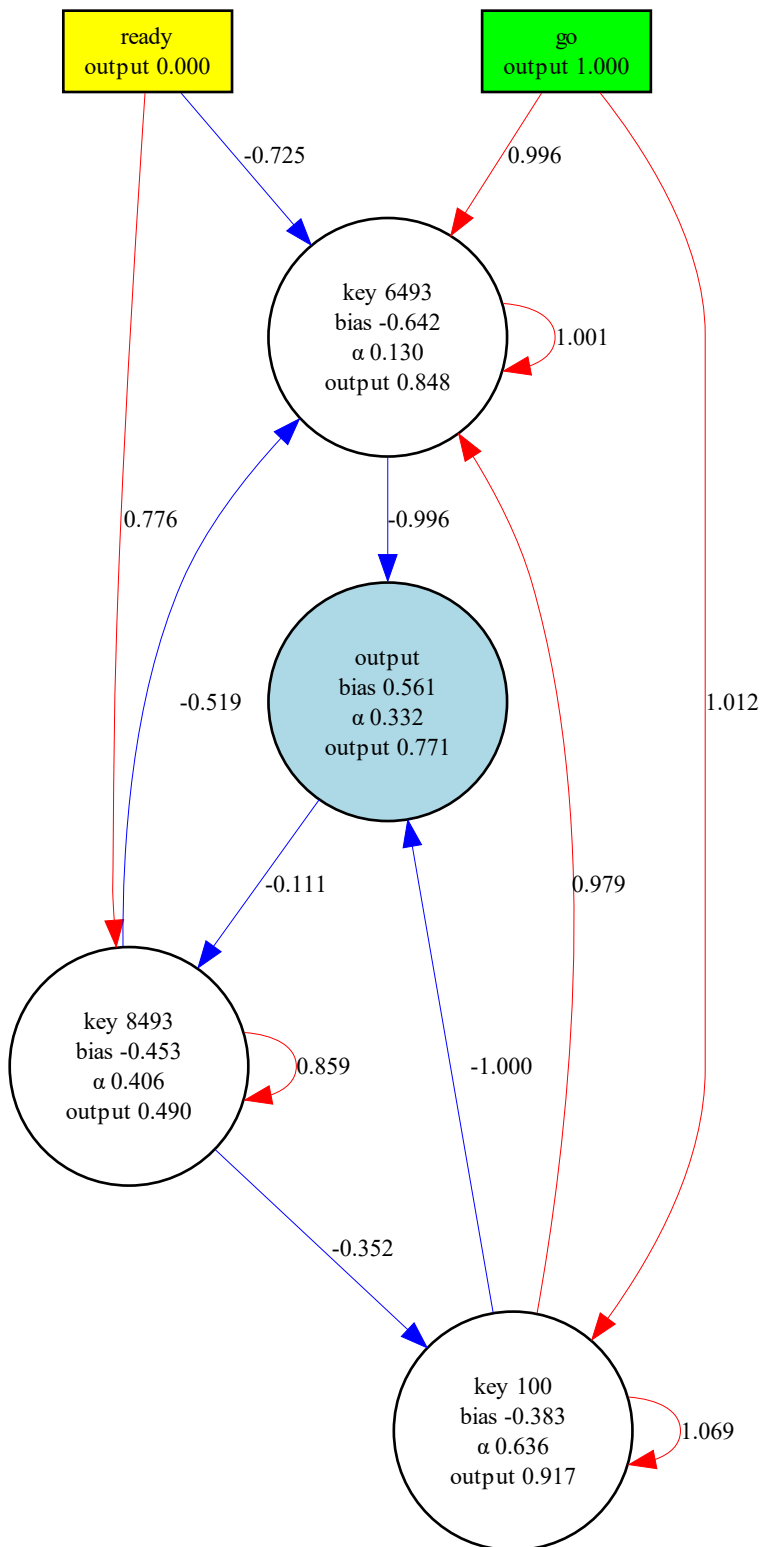 ready
output 0.000
go
output 1.000
-0.725
0.996
key 6493
bias -0.642
α 0.130
output 0.848
1.001
0.776
-0.996
-0.519
output
bias 0.561
α 0.332
output 0.771
1.012
-0.111
0.979
key 8493
bias -0.453
α 0.406
output 0.490
0.859
-1.000
-0.352
key 100
bias -0.383
α 0.636
output 0.917
1.069